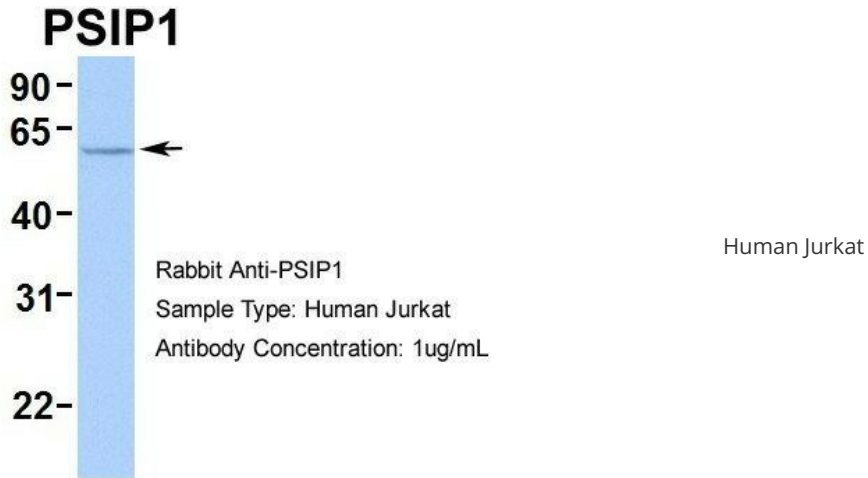 PSIP1
90
65
40
31
22
Rabbit Anti-PSIP1
Sample Type: Human Jurkat
Antibody Concentration: 1ug/mL
Human Jurkat